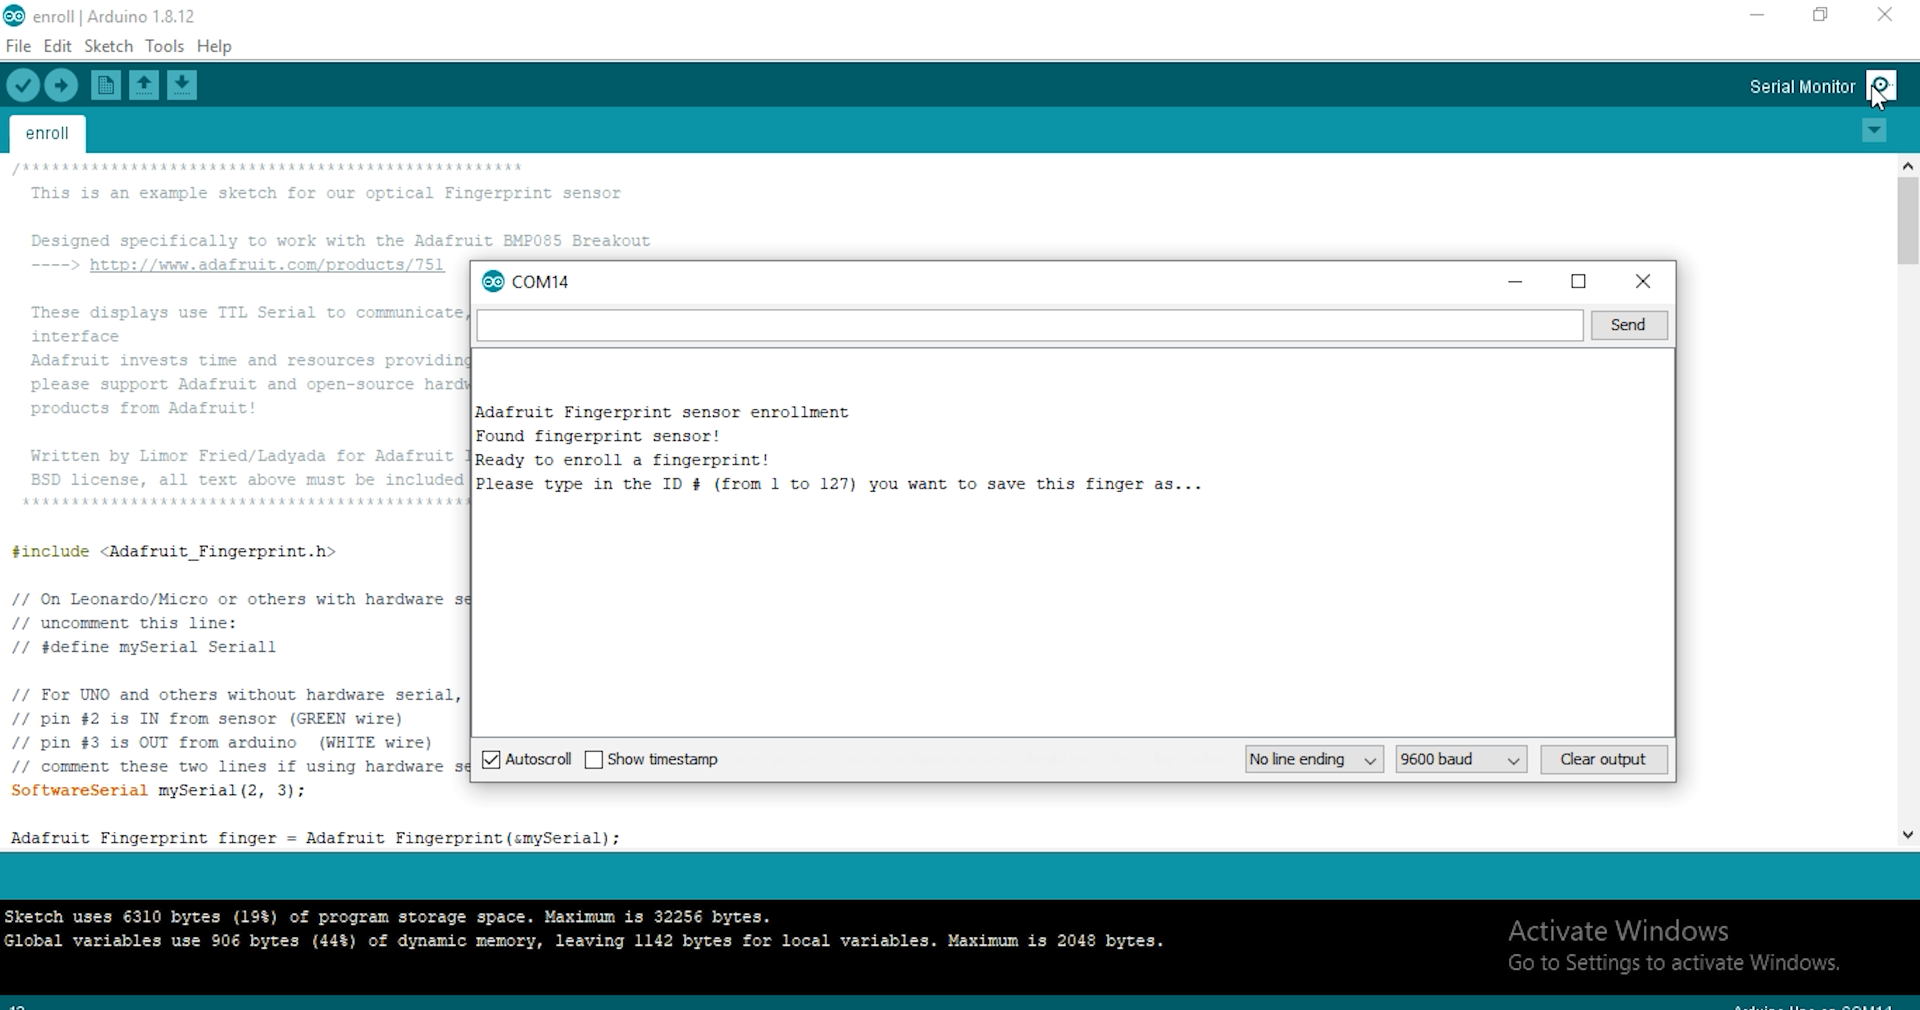 enroll | Arduino 1.8.12
File Edit Sketch Tools Help
Serial Monitor
enroll
/***************************************************
This is an example sketch for our optical Fingerprint sensor
Designed specifically to work with the Adafruit BMP085 Breakout
----> http://www.adafruit.com/products/751
These displays use TTL Serial to communicate,
interface
Adafruit invests time and resources providing
please support Adafruit and open-source hardw
products from Adafruit!
Written by Limor Fried/Ladyada for Adafruit I
BSD license, all text above must be included
****************************************************
#include <Adafruit_Fingerprint.h>
// On Leonardo/Micro or others with hardware se
// uncomment this line:
// #define mySerial Serial1
// For UNO and others without hardware serial,
// pin #2 is IN from sensor (GREEN wire)
// pin #3 is OUT from arduino  (WHITE wire)
// comment these two lines if using hardware se
SoftwareSerial mySerial(2, 3);
Adafruit Fingerprint finger = Adafruit Fingerprint(&mySerial);
COM14
Send
Adafruit Fingerprint sensor enrollment
Found fingerprint sensor!
Ready to enroll a fingerprint!
Please type in the ID # (from 1 to 127) you want to save this finger as...
Autoscroll Show timestamp No line ending 9600 baud Clear output
Sketch uses 6310 bytes (19%) of program storage space. Maximum is 32256 bytes.
Global variables use 906 bytes (44%) of dynamic memory, leaving 1142 bytes for local variables. Maximum is 2048 bytes.
Activate Windows
Go to Settings to activate Windows.